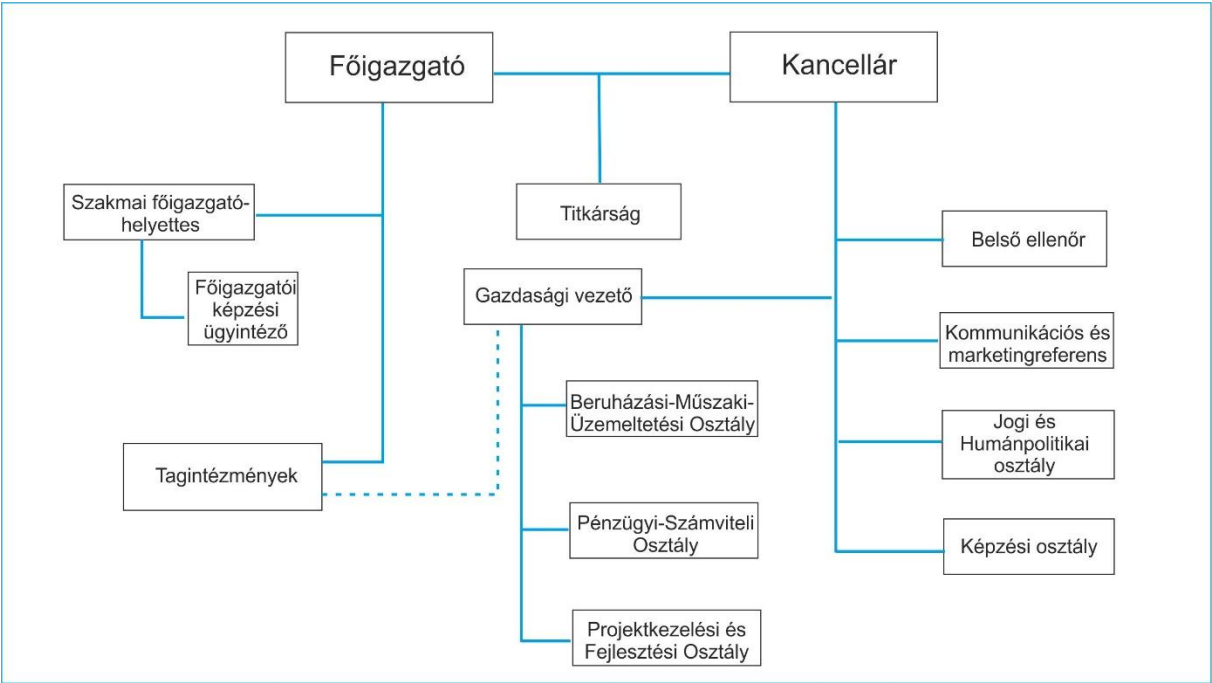 Főigazgató
Kancellár
Szakmai főigazgató-
helyettes
Titkárság
Belső ellenőr
Főigazgatói
képzési
ügyintéző
Gazdasági vezető
Kommunikációs és
marketingreferens
Beruházási-Műszaki-
Üzemeltetési Osztály
Jogi és
Humánpolitikai
osztály
Tagintézmények
Pénzügyi-Számviteli
Osztály
Képzési osztály
Projektkezelési és
Fejlesztési Osztály